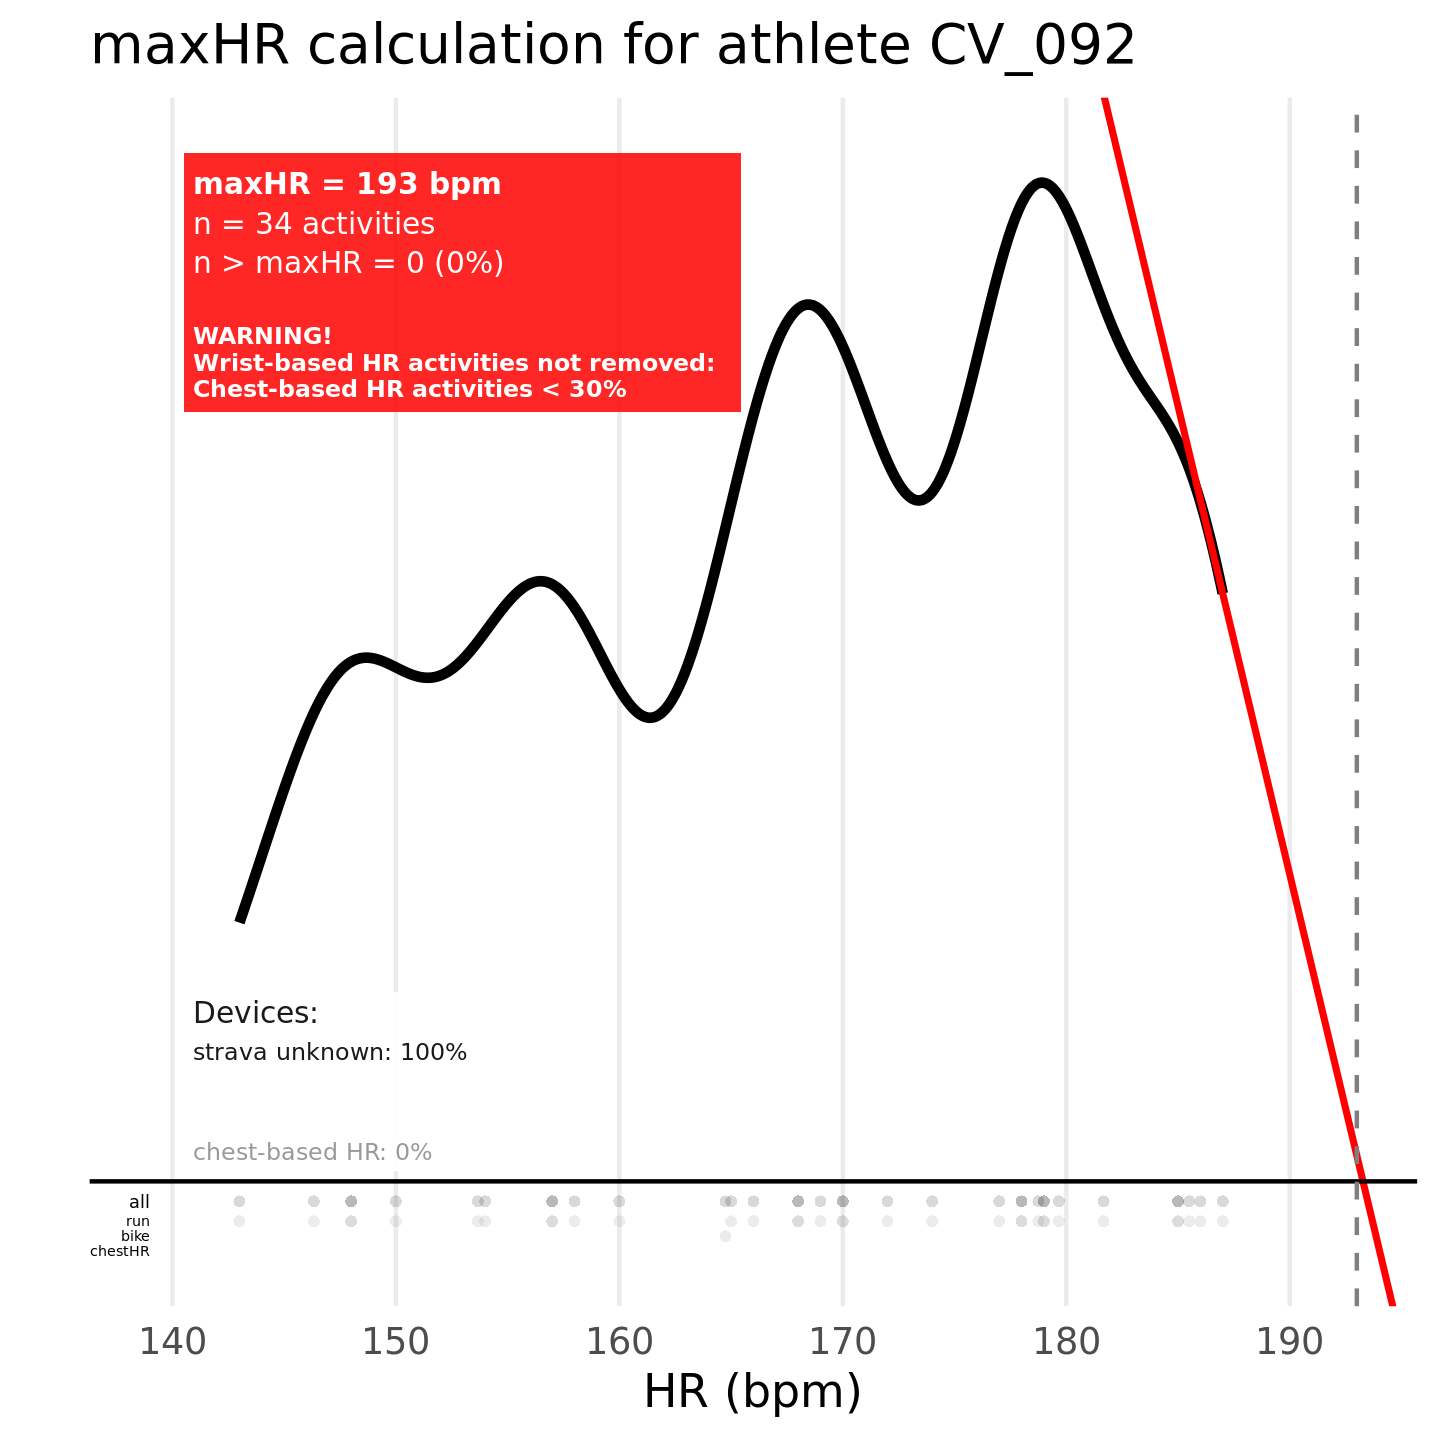 maxHR calculation for athlete CV_092
maxHR = 193 bpm
n = 34 activities
n > maxHR = 0 (0%)
WARNING!
Wrist-based HR activities not removed:
Chest-based HR activities < 30%
Devices:
strava unknown: 100%
chest-based HR: 0%
all
run
bike
chestHR
140 150 160 170 180 190
HR (bpm)